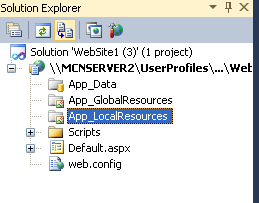 Solution Explorer
Solution 'WebSite1 (3)' (1 project)
\\MCNSERVER2\UserProfiles\...\Web
App_Data
App_GlobalResources
App_LocalResources
Scripts
Default.aspx
web.config